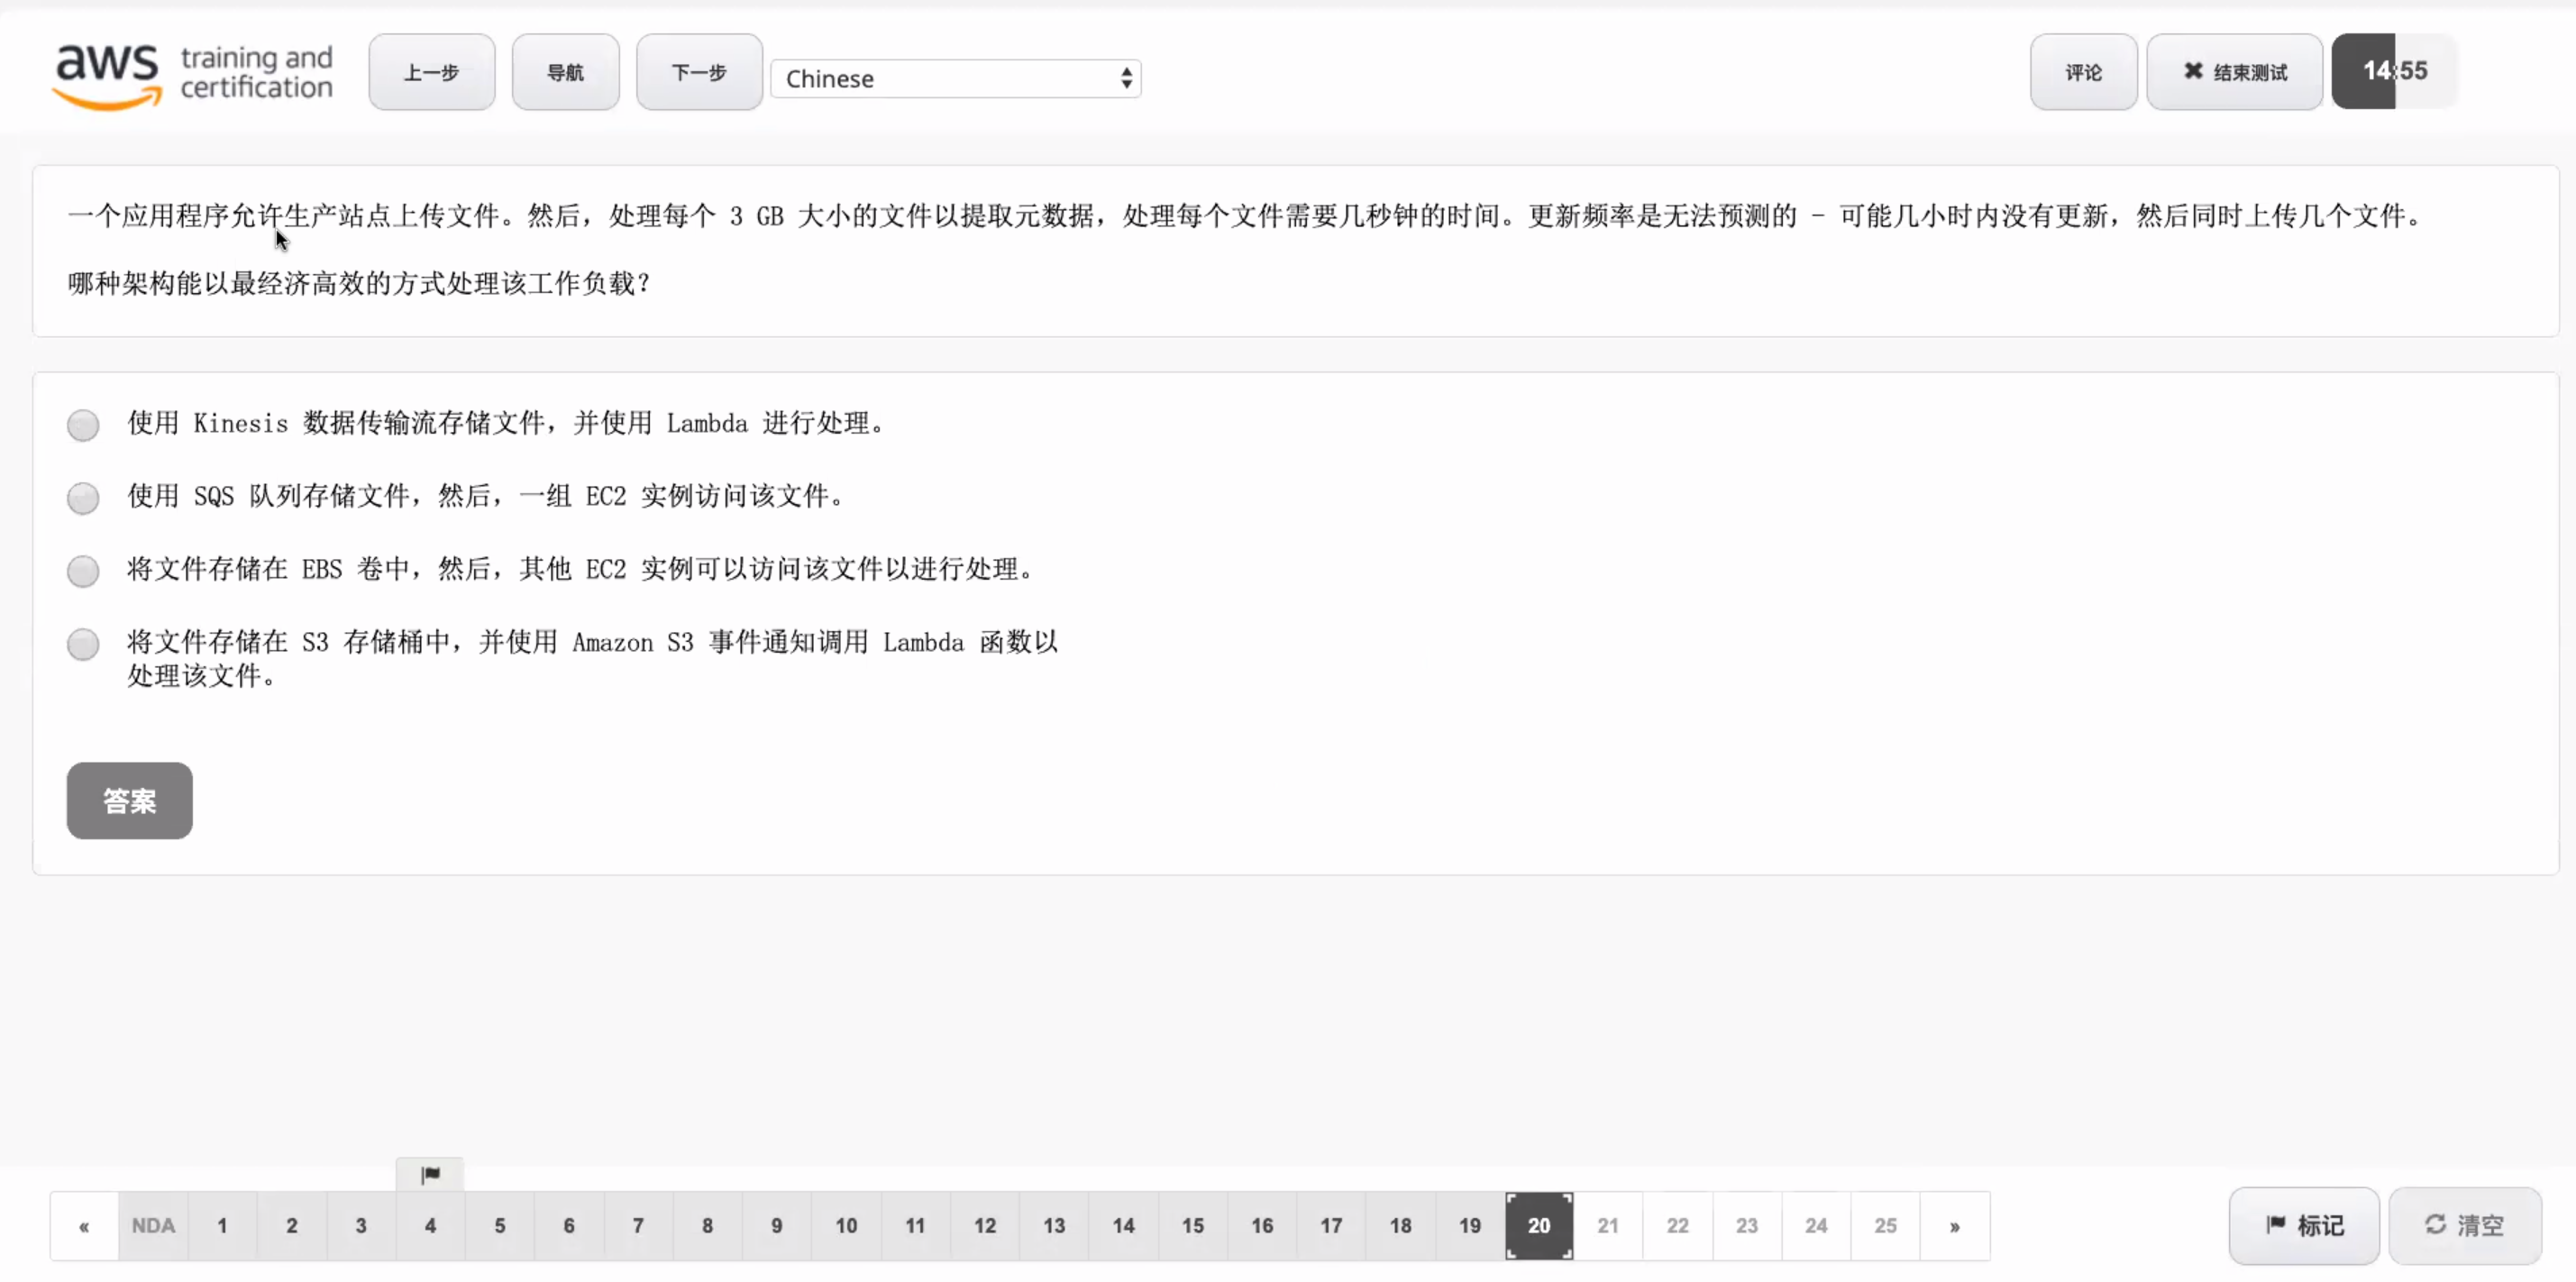 aws training and certification
上一步 导航 下一步 Chinese 评论 ✖ 结束测试 14:55
一个应用程序允许生产站点上传文件。然后，处理每个 3 GB 大小的文件以提取元数据，处理每个文件需要几秒钟的时间。更新频率是无法预测的 - 可能几小时内没有更新，然后同时上传几个文件。
哪种架构能以最经济高效的方式处理该工作负载？
使用 Kinesis 数据传输流存储文件，并使用 Lambda 进行处理。
使用 SQS 队列存储文件，然后，一组 EC2 实例访问该文件。
将文件存储在 EBS 卷中，然后，其他 EC2 实例可以访问该文件以进行处理。
将文件存储在 S3 存储桶中，并使用 Amazon S3 事件通知调用 Lambda 函数以
处理该文件。
答案
« NDA 1 2 3 4 5 6 7 8 9 10 11 12 13 14 15 16 17 18 19 20 21 22 23 24 25 » 标记 清空